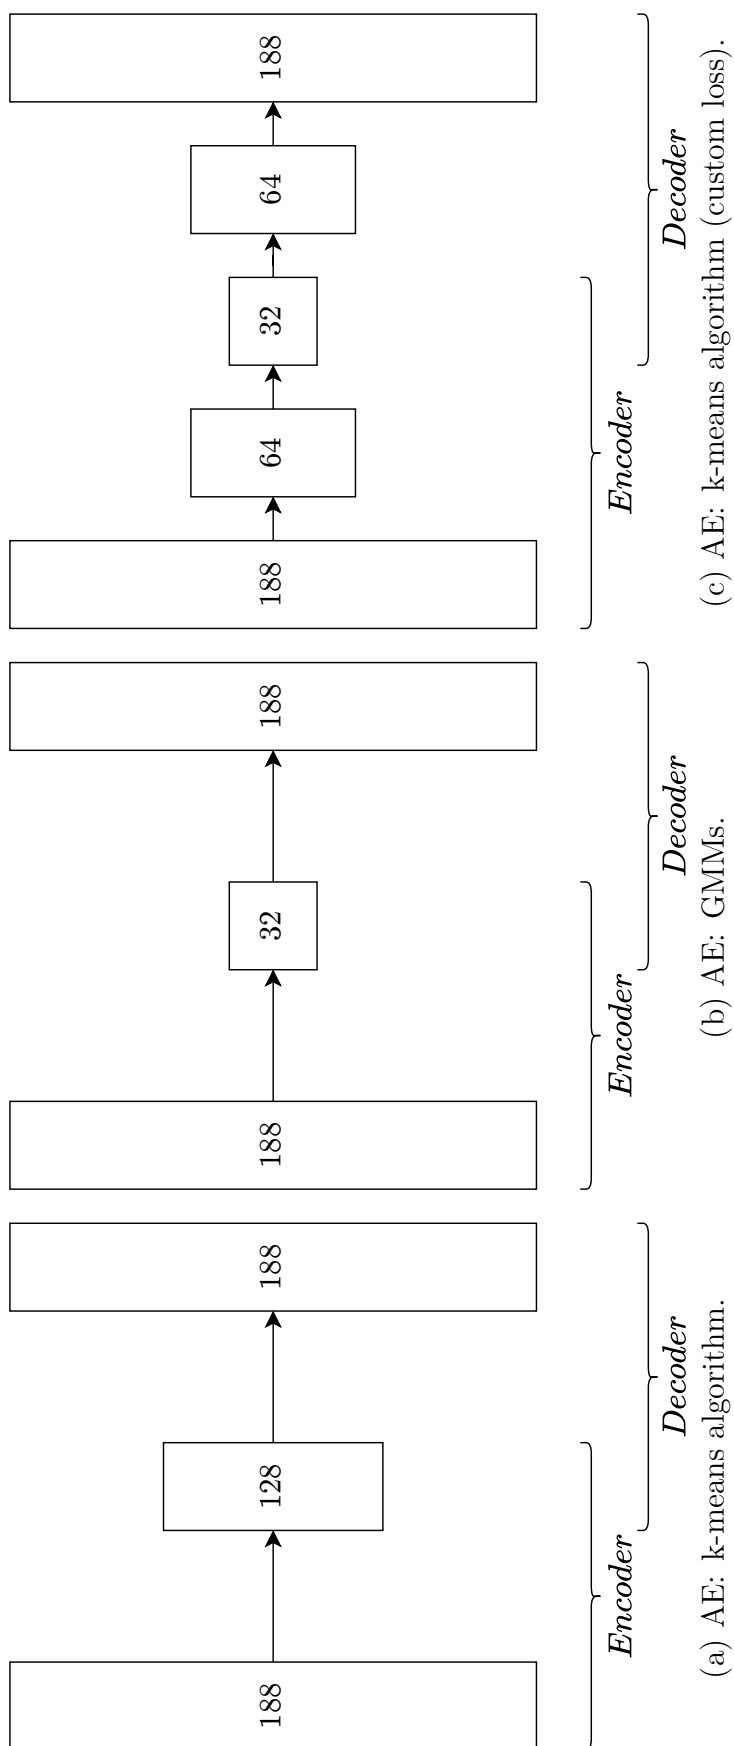 188
128
188
Encoder
Decoder
(a) AE: k-means algorithm.
188
32
188
Encoder
Decoder
(b) AE: GMMs.
188
64
32
64
188
Encoder
Decoder
(c) AE: k-means algorithm (custom loss).